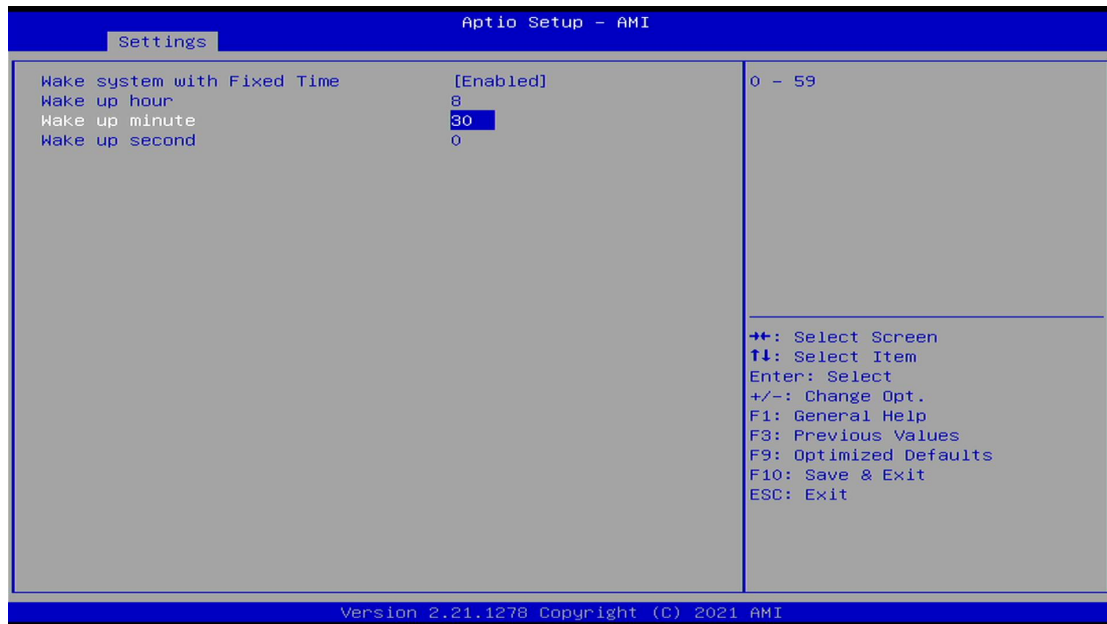 Aptio Setup – AMI
Settings
Wake system with Fixed Time [Enabled]
Wake up hour 8
Wake up minute 30
Wake up second 0
0 – 59
→←: Select Screen
↑↓: Select Item
Enter: Select
+/-: Change Opt.
F1: General Help
F3: Previous Values
F9: Optimized Defaults
F10: Save & Exit
ESC: Exit
Version 2.21.1278 Copyright (C) 2021 AMI